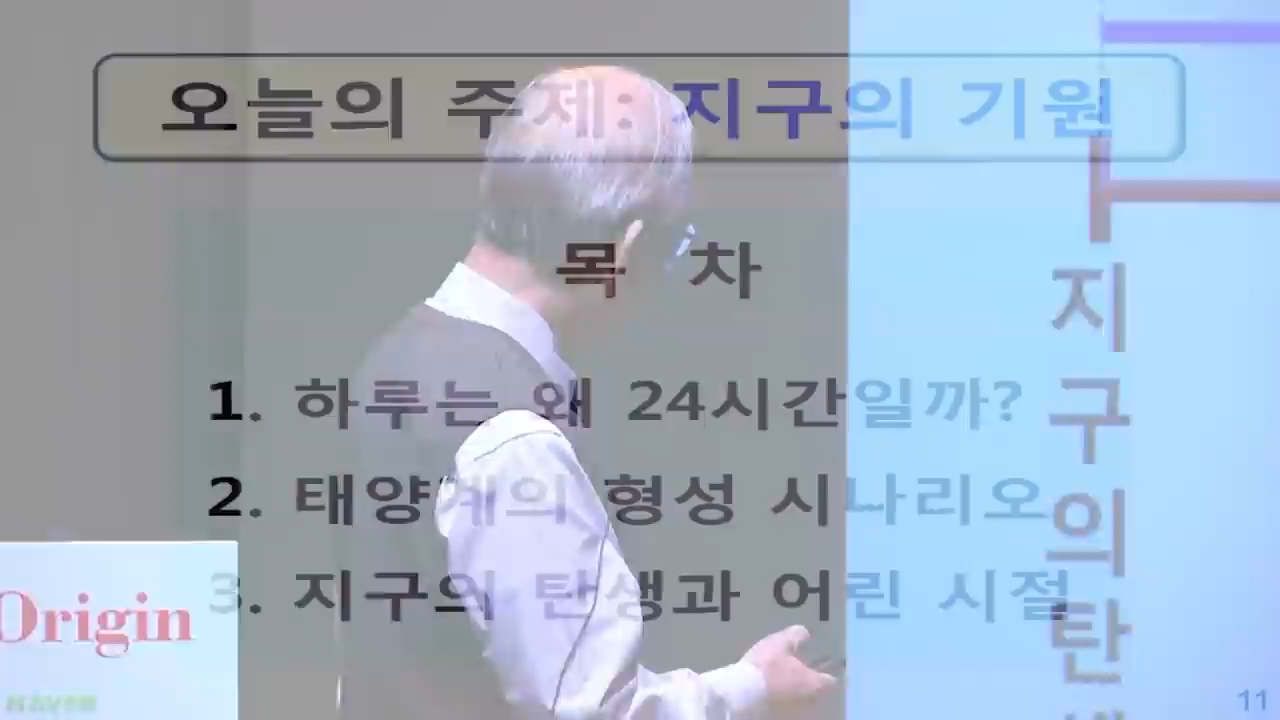 오늘의 주제: 지구의 기원
목 차
1. 하루는 왜 24시간일까?
2. 태양계의 형성 시나리오
3. 지구의 탄생과 어린 시절
지구의 탄
Origin
NAVER
11